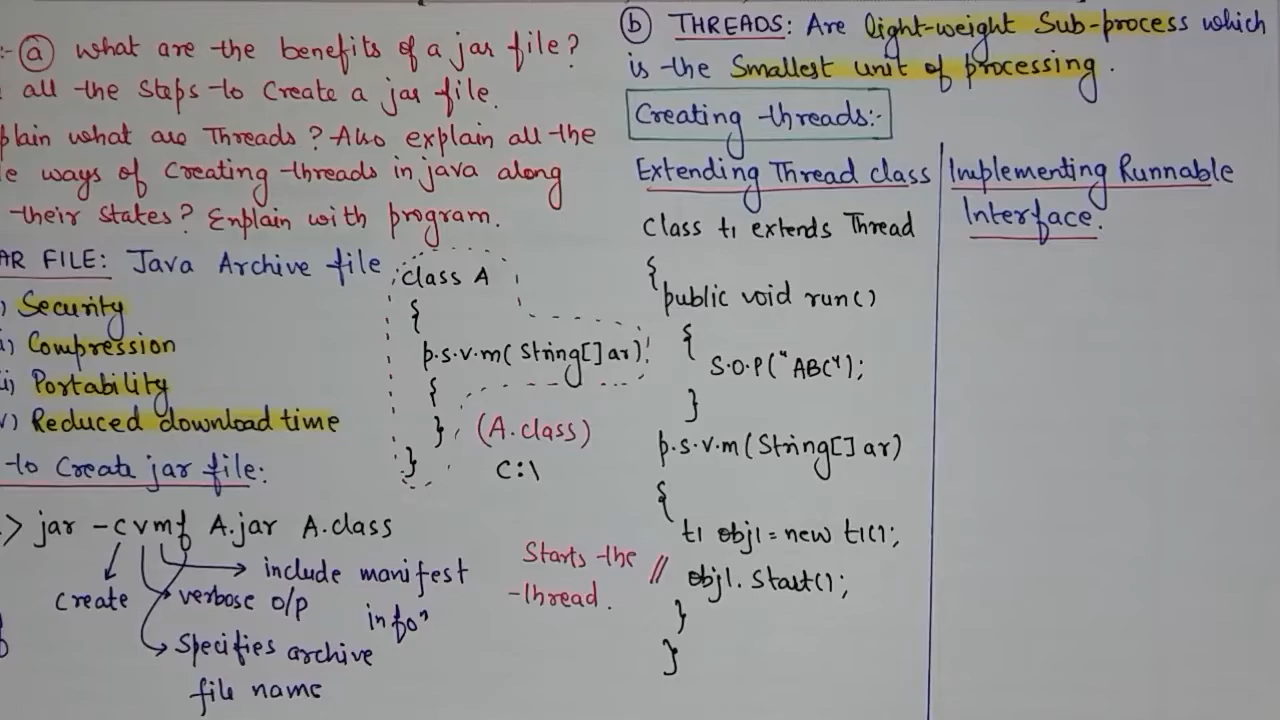 :- (a) What are the benefits of a jar file?
all the Steps to Create a jar file.
plain what are Threads? Also explain all the
e ways of Creating threads in java along
their States? Explain with program.
AR FILE: Java Archive file
) Security
i) Compression
ii) Portability
v) Reduced download time
to Create jar file:
> jar -cvmf A.jar A.class
Create
verbose o/p
include manifest
infoⁿ
Specifies archive
file name
class A
{
p.s.v.m( String[] ar)
{
}
}
(A.class)
C:\
(b) THREADS: Are light-weight Sub-process which
is the Smallest unit of processing.
Creating threads:-
Extending Thread class
class t1 extends Thread
{
public void run()
{
S.O.P("ABC");
}
p.s.v.m(String[] ar)
{
t1 obj1 = new t1();
obj1. Start();
// Starts the
thread.
}
}
Implementing Runnable
Interface.